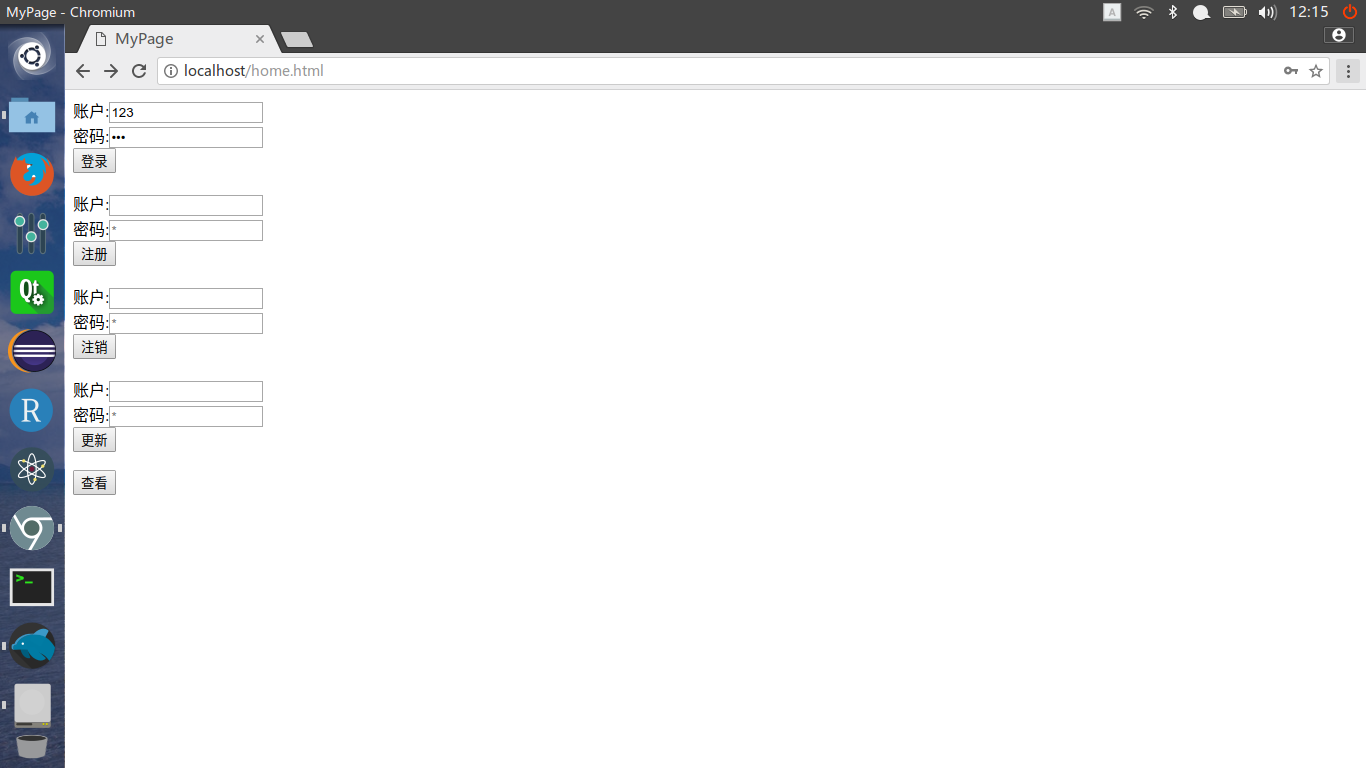 MyPage - Chromium
A
12:15
MyPage
localhost/home.html
账户:123
密码:•••
登录
账户:
密码:*
注册
账户:
密码:*
注销
账户:
密码:*
更新
查看
Qt
R
>_